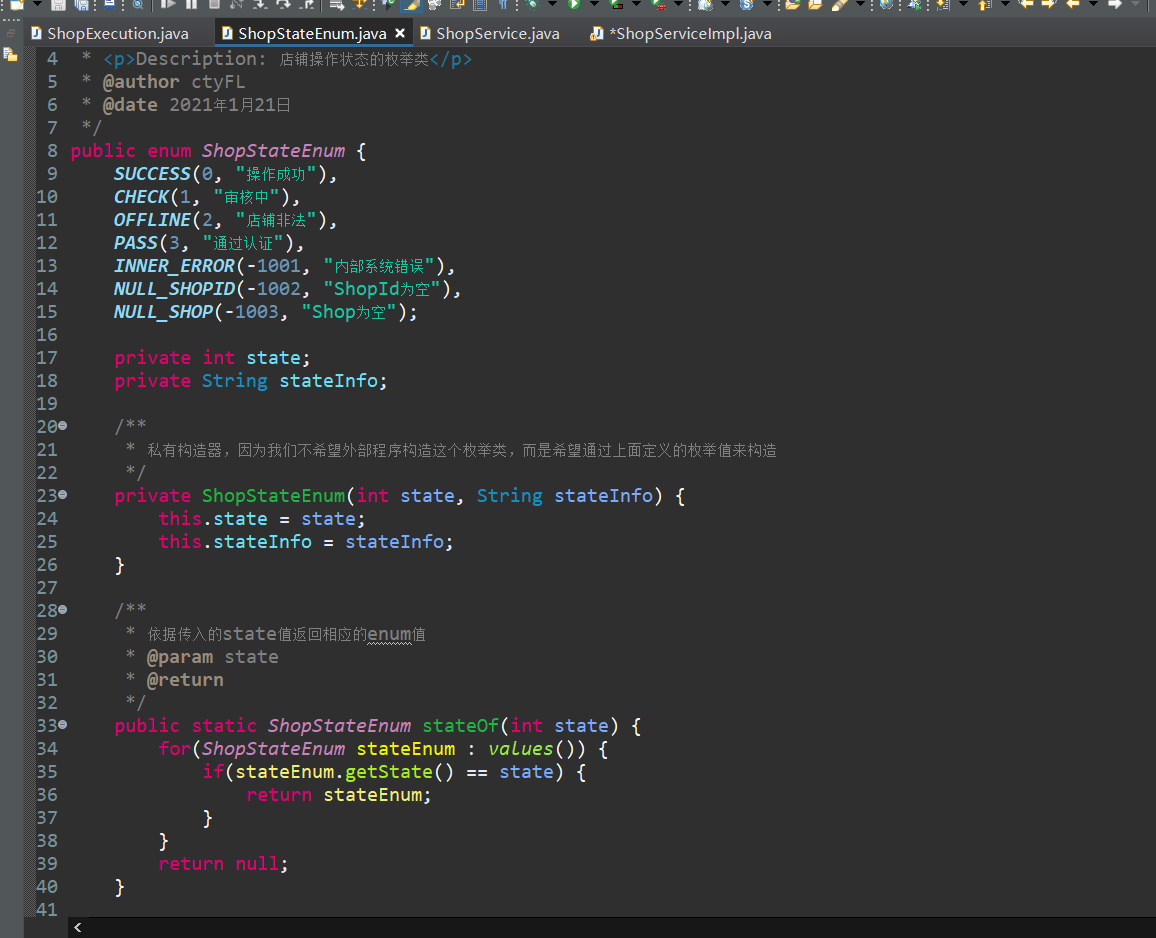 ShopExecution.java ShopStateEnum.java ShopService.java *ShopServiceImpl.java
4 * <p>Description: 店铺操作状态的枚举类</p>
5 * @author ctyFL
6 * @date 2021年1月21日
7 */
8 public enum ShopStateEnum {
9 SUCCESS(0, "操作成功"),
10 CHECK(1, "审核中"),
11 OFFLINE(2, "店铺非法"),
12 PASS(3, "通过认证"),
13 INNER_ERROR(-1001, "内部系统错误"),
14 NULL_SHOPID(-1002, "ShopId为空"),
15 NULL_SHOP(-1003, "Shop为空");
16
17 private int state;
18 private String stateInfo;
19
20 /**
21 * 私有构造器，因为我们不希望外部程序构造这个枚举类，而是希望通过上面定义的枚举值来构造
22 */
23 private ShopStateEnum(int state, String stateInfo) {
24 this.state = state;
25 this.stateInfo = stateInfo;
26 }
27
28 /**
29 * 依据传入的state值返回相应的enum值
30 * @param state
31 * @return
32 */
33 public static ShopStateEnum stateOf(int state) {
34 for(ShopStateEnum stateEnum : values()) {
35 if(stateEnum.getState() == state) {
36 return stateEnum;
37 }
38 }
39 return null;
40 }
41